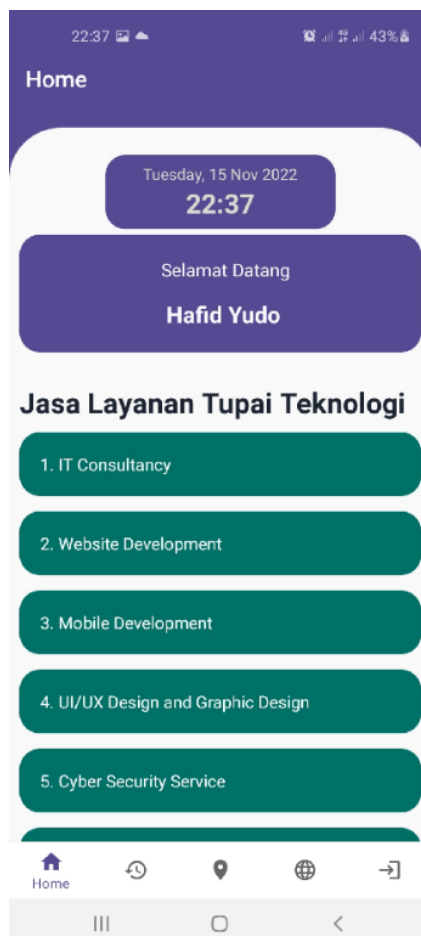 22:37
43%
Home
Tuesday, 15 Nov 2022
22:37
Selamat Datang
Hafid Yudo
Jasa Layanan Tupai Teknologi
1. IT Consultancy
2. Website Development
3. Mobile Development
4. UI/UX Design and Graphic Design
5. Cyber Security Service
Home